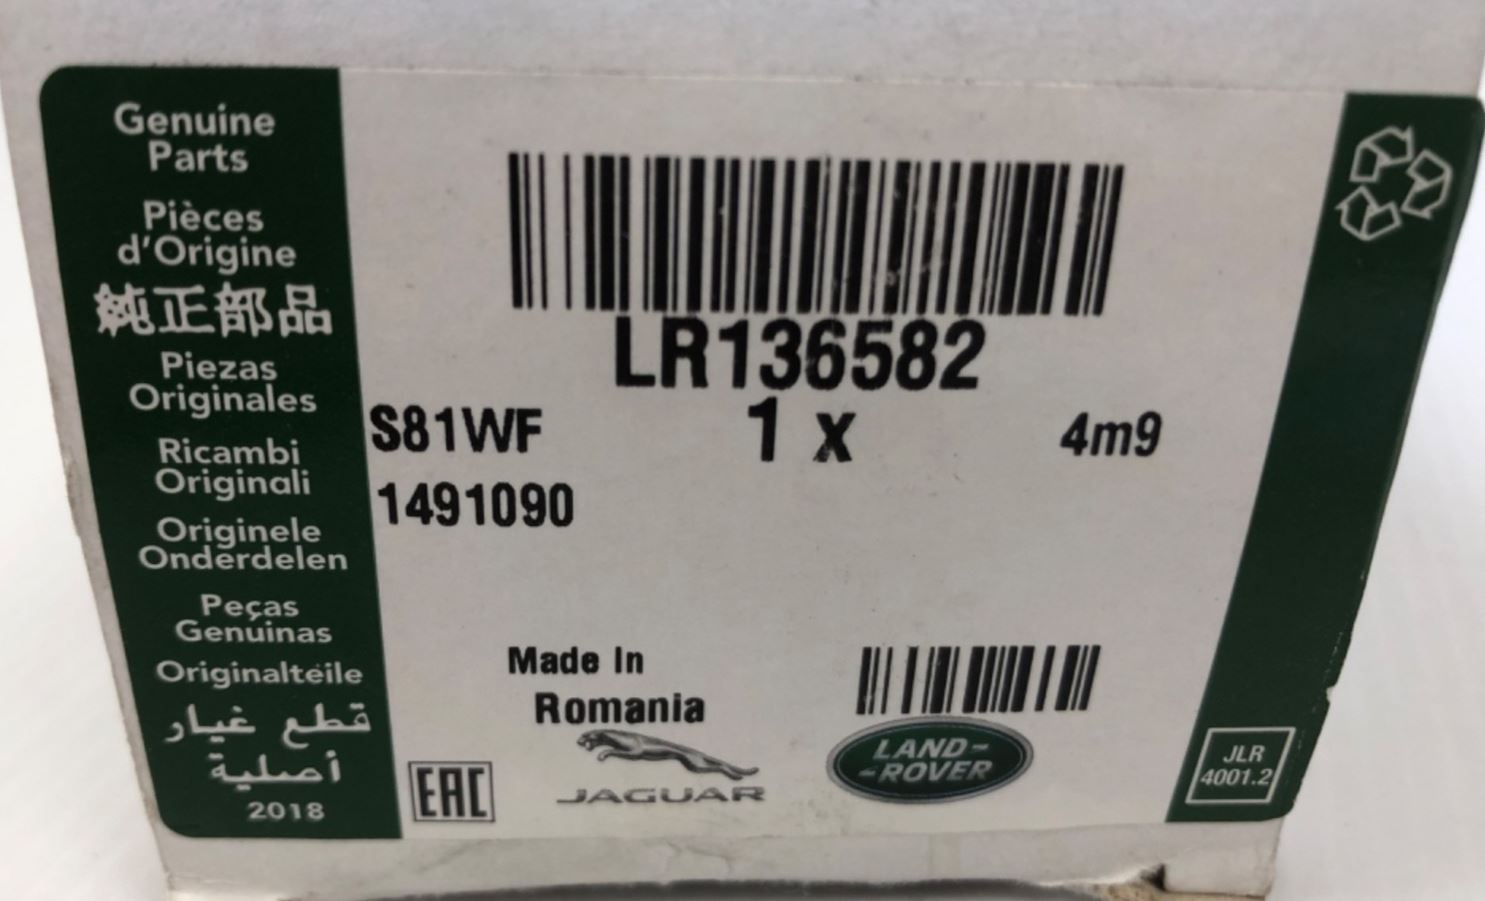 Genuine
Parts
Pièces
d'Origine
純正部品
Piezas
Originales
Ricambi
Originali
Originele
Onderdelen
Peças
Genuinas
Originalteile
قطع غيار
أصلية
2018
LR136582
S81WF 1 x 4m9
1491090
Made In
Romania
EAC
JAGUAR
LAND-
-ROVER
JLR
4001.2